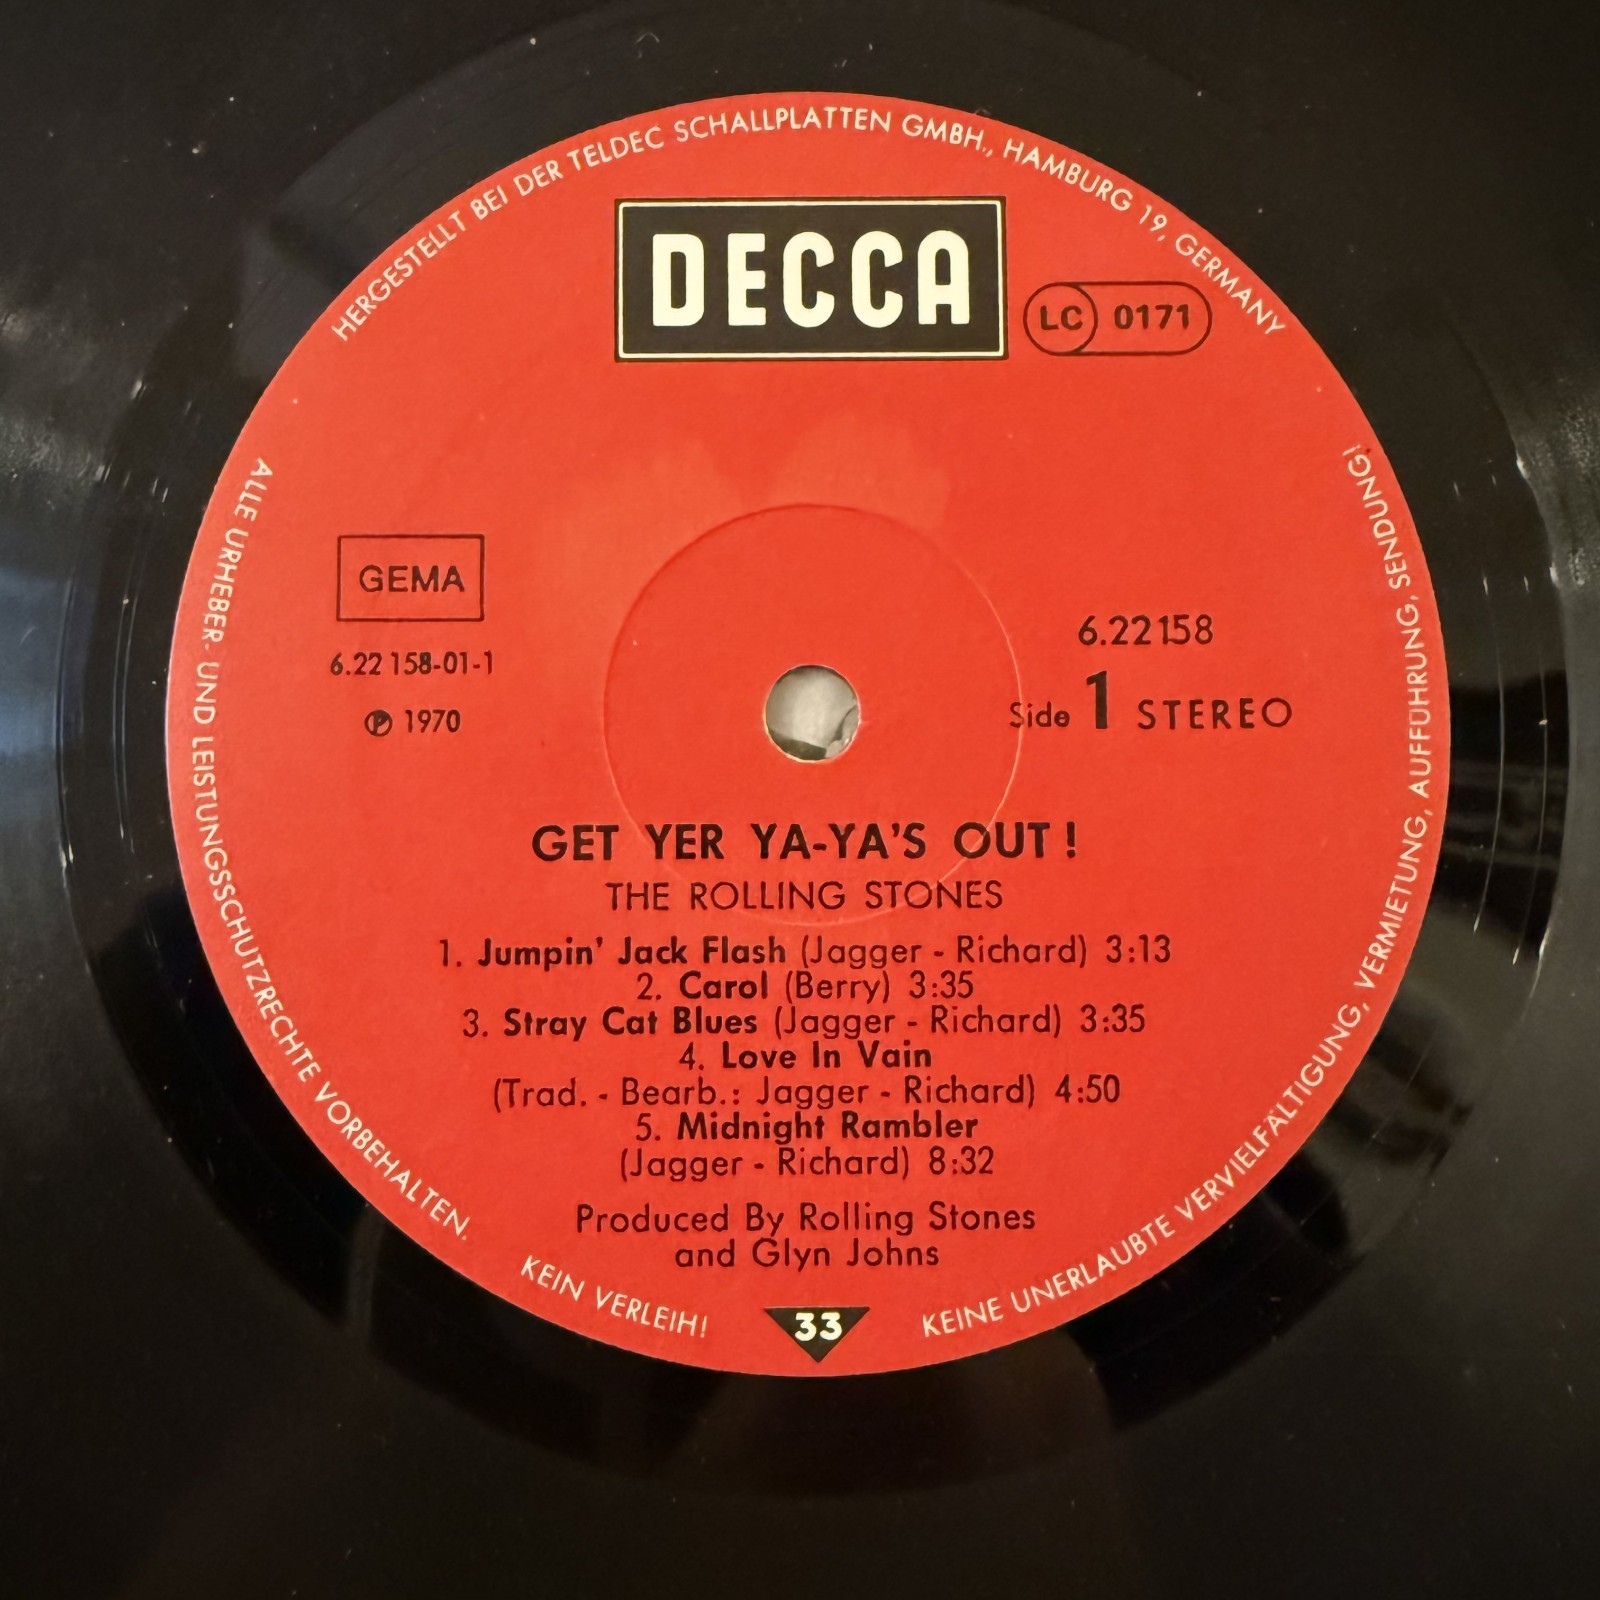 HERGESTELLT BEI DER TELDEC SCHALLPLATTEN GMBH., HAMBURG 19, GERMANY
DECCA
LC 0171
GEMA
6.22 158-01-1
℗ 1970
6.22158
Side 1 STEREO
GET YER YA-YA'S OUT!
THE ROLLING STONES
1. Jumpin' Jack Flash (Jagger - Richard) 3:13
2. Carol (Berry) 3:35
3. Stray Cat Blues (Jagger - Richard) 3:35
4. Love In Vain
(Trad. - Bearb.: Jagger - Richard) 4:50
5. Midnight Rambler
(Jagger - Richard) 8:32
Produced By Rolling Stones
and Glyn Johns
33
ALLE URHEBER- UND LEISTUNGSSCHUTZRECHTE VORBEHALTEN.
KEIN VERLEIH!
KEINE UNERLAUBTE VERVIELFÄLTIGUNG, VERMIETUNG, AUFFÜHRUNG, SENDUNG!